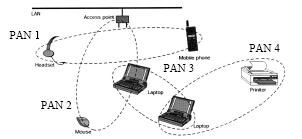 LAN
Access point
PAN 1
PAN 4
Headset
Mobile phone
PAN 3
Laptop
Printer
PAN 2
Mouse
Laptop